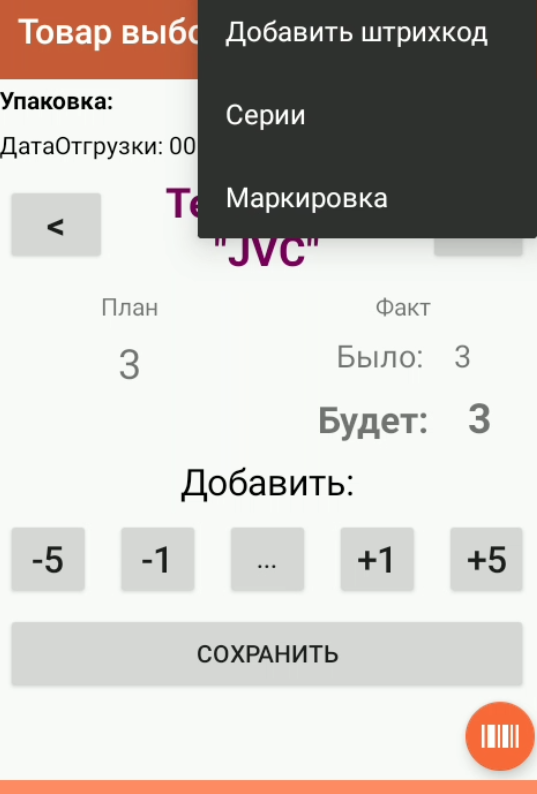 Товар выбо
Добавить штрихкод
Серии
Маркировка
Упаковка:
ДатаОтгрузки: 00
<
Те
"JVC"
План
Факт
3
Было: 3
Будет: 3
Добавить:
-5 -1 ... +1 +5
СОХРАНИТЬ